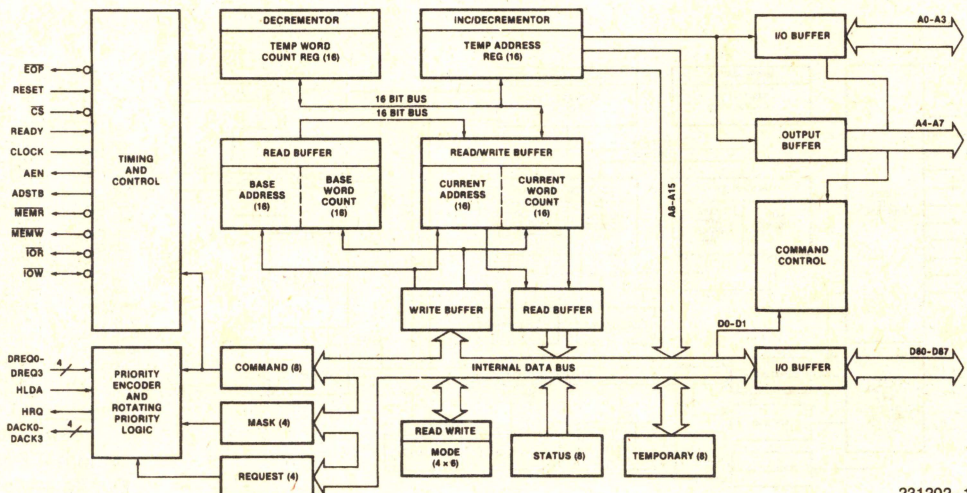 DECREMENTOR
TEMP WORD
COUNT REG (16)
INC/DECREMENTOR
TEMP ADDRESS
REG (16)
I/O BUFFER
A0-A3
16 BIT BUS
16 BIT BUS
EOP
RESET
CS
READY
CLOCK
AEN
ADSTB
MEMR
MEMW
IOR
IOW
TIMING
AND
CONTROL
READ BUFFER
BASE
ADDRESS
(16)
BASE
WORD
COUNT
(16)
READ/WRITE BUFFER
CURRENT
ADDRESS
(16)
CURRENT
WORD
COUNT
(16)
A8-A15
OUTPUT
BUFFER
A4-A7
COMMAND
CONTROL
WRITE BUFFER
READ BUFFER
D0-D1
DREQ0-
DREQ3
4
HLDA
HRQ
DACK0-
DACK3
4
PRIORITY
ENCODER
AND
ROTATING
PRIORITY
LOGIC
COMMAND (8)
MASK (4)
REQUEST (4)
INTERNAL DATA BUS
I/O BUFFER
DB0-DB7
READ WRITE
MODE
(4 x 6)
STATUS (8)
TEMPORARY (8)